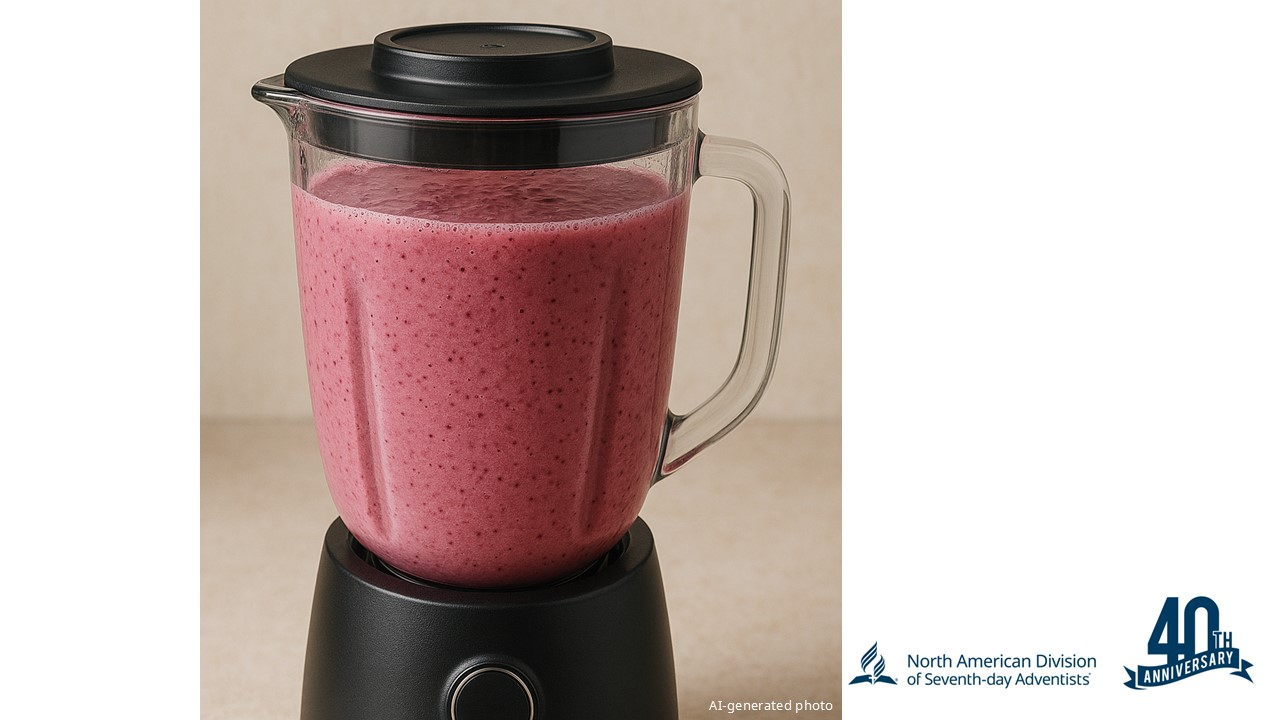 AI-generated photo
North American Division
of Seventh-day Adventists
40TH
ANNIVERSARY